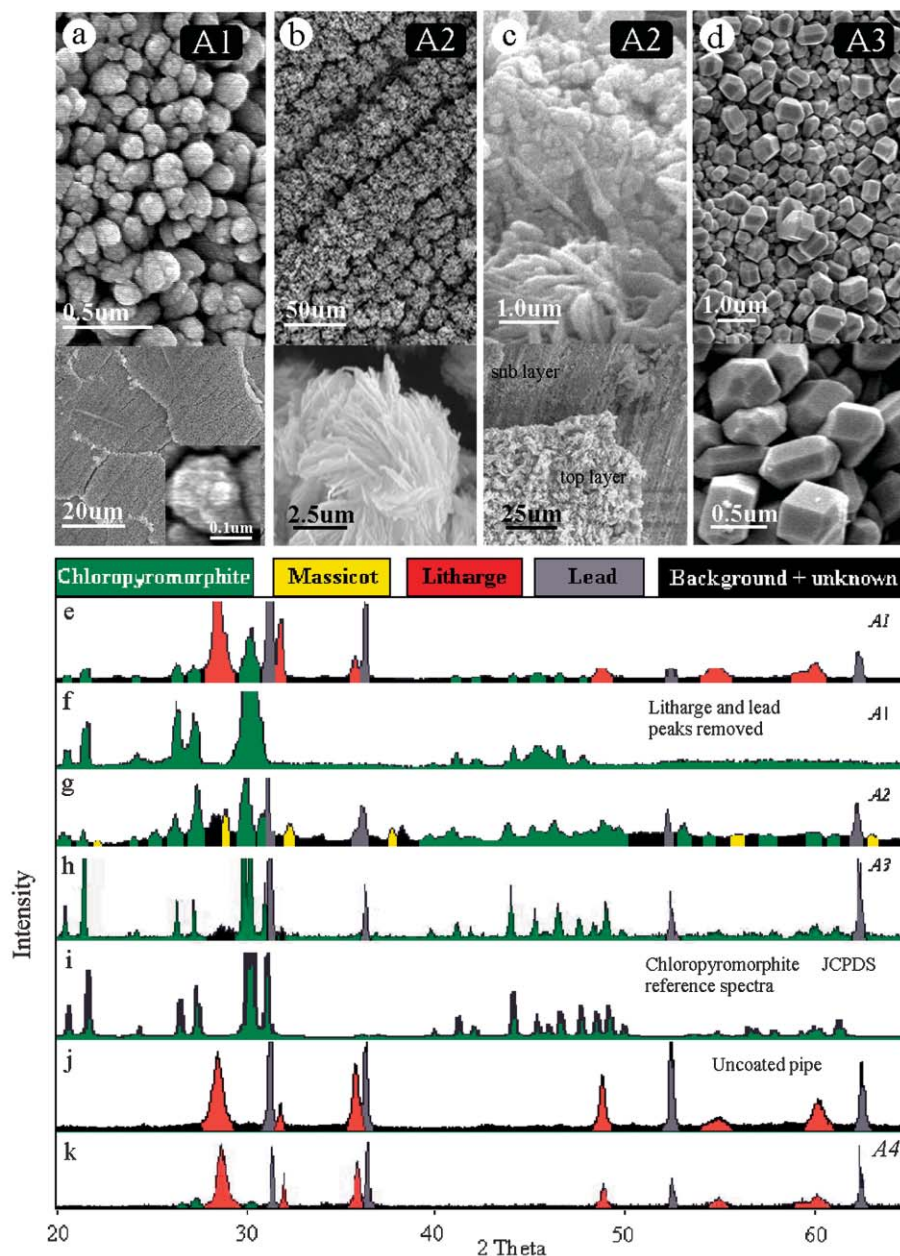 a
A1
b
A2
c
A2
d
A3
0.5um
50um
1.0um
1.0um
sub layer
top layer
20um
0.1um
2.5um
25um
0.5um
Chloropyromorphite
Massicot
Litharge
Lead
Background + unknown
e
A1
f
Litharge and lead
peaks removed
A1
g
A2
h
A3
i
Chloropyromorphite JCPDS
reference spectra
j
Uncoated pipe
k
A4
Intensity
20 30 40 50 60
2 Theta